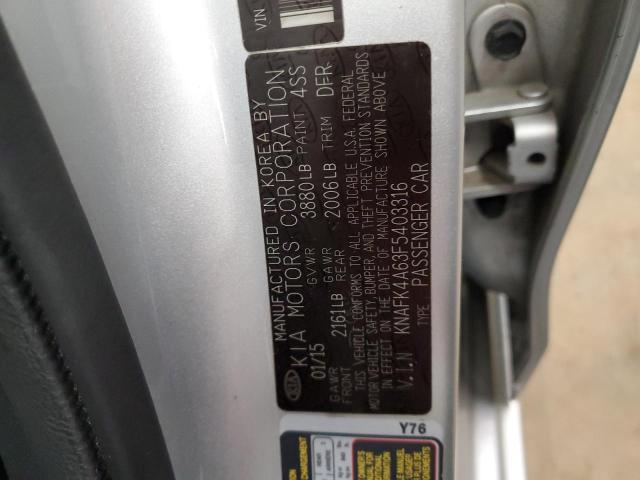 VIN
MANUFACTURED IN KOREA BY
KIA MOTORS CORPORATION
01/15 GVWR 3880LB PAINT 4SS
GAWR FRONT 2161LB GAWR REAR 2006LB TRIM DFR
THIS VEHICLE CONFORMS TO ALL APPLICABLE U.S.A. FEDERAL
MOTOR VEHICLE SAFETY, BUMPER, AND THEFT PREVENTION STANDARDS
IN EFFECT ON THE DATE OF MANUFACTURE SHOWN ABOVE
V.I.N KNAFK4A63F5403316
TYPE PASSENGER CAR
KIA
Y76